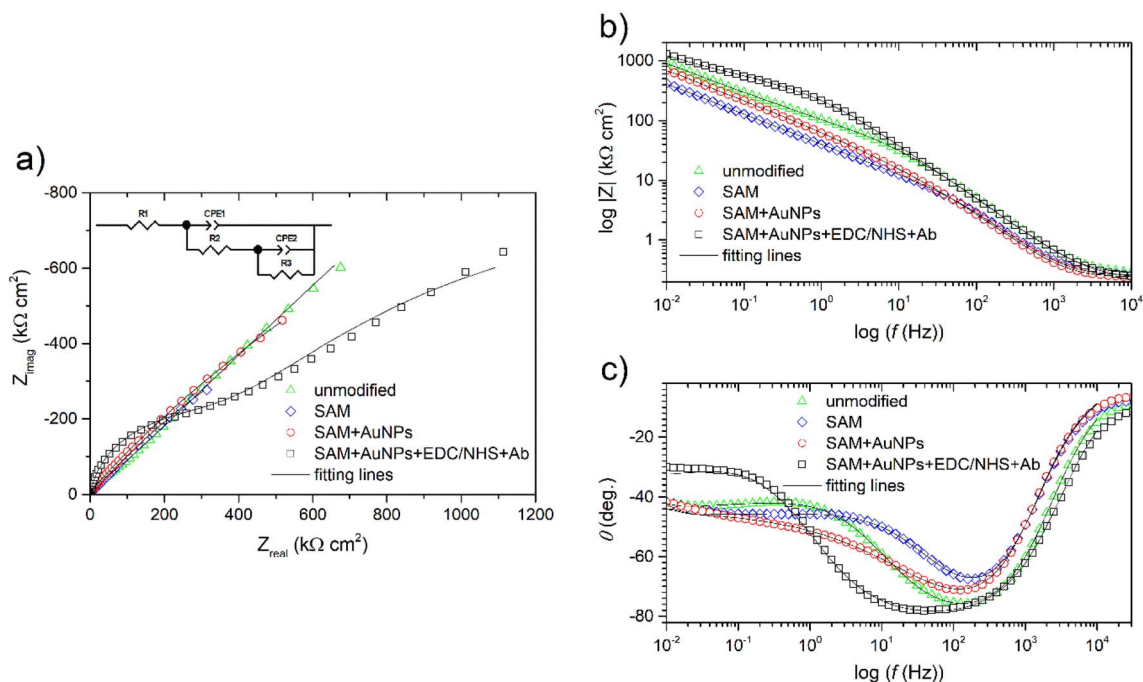 a)
-800
-600
-400
-200
0
0 200 400 600 800 1000 1200
Z_imag (kΩ cm²)
Z_real (kΩ cm²)
R1
CPE1
R2
CPE2
R3
unmodified
SAM
SAM+AuNPs
SAM+AuNPs+EDC/NHS+Ab
fitting lines
b)
1000
100
10
1
log |Z| (kΩ cm²)
unmodified
SAM
SAM+AuNPs
SAM+AuNPs+EDC/NHS+Ab
fitting lines
10⁻² 10⁻¹ 10⁰ 10¹ 10² 10³ 10⁴
log (f (Hz))
c)
-20
-40
-60
-80
θ (deg.)
unmodified
SAM
SAM+AuNPs
SAM+AuNPs+EDC/NHS+Ab
fitting lines
10⁻² 10⁻¹ 10⁰ 10¹ 10² 10³ 10⁴
log (f (Hz))